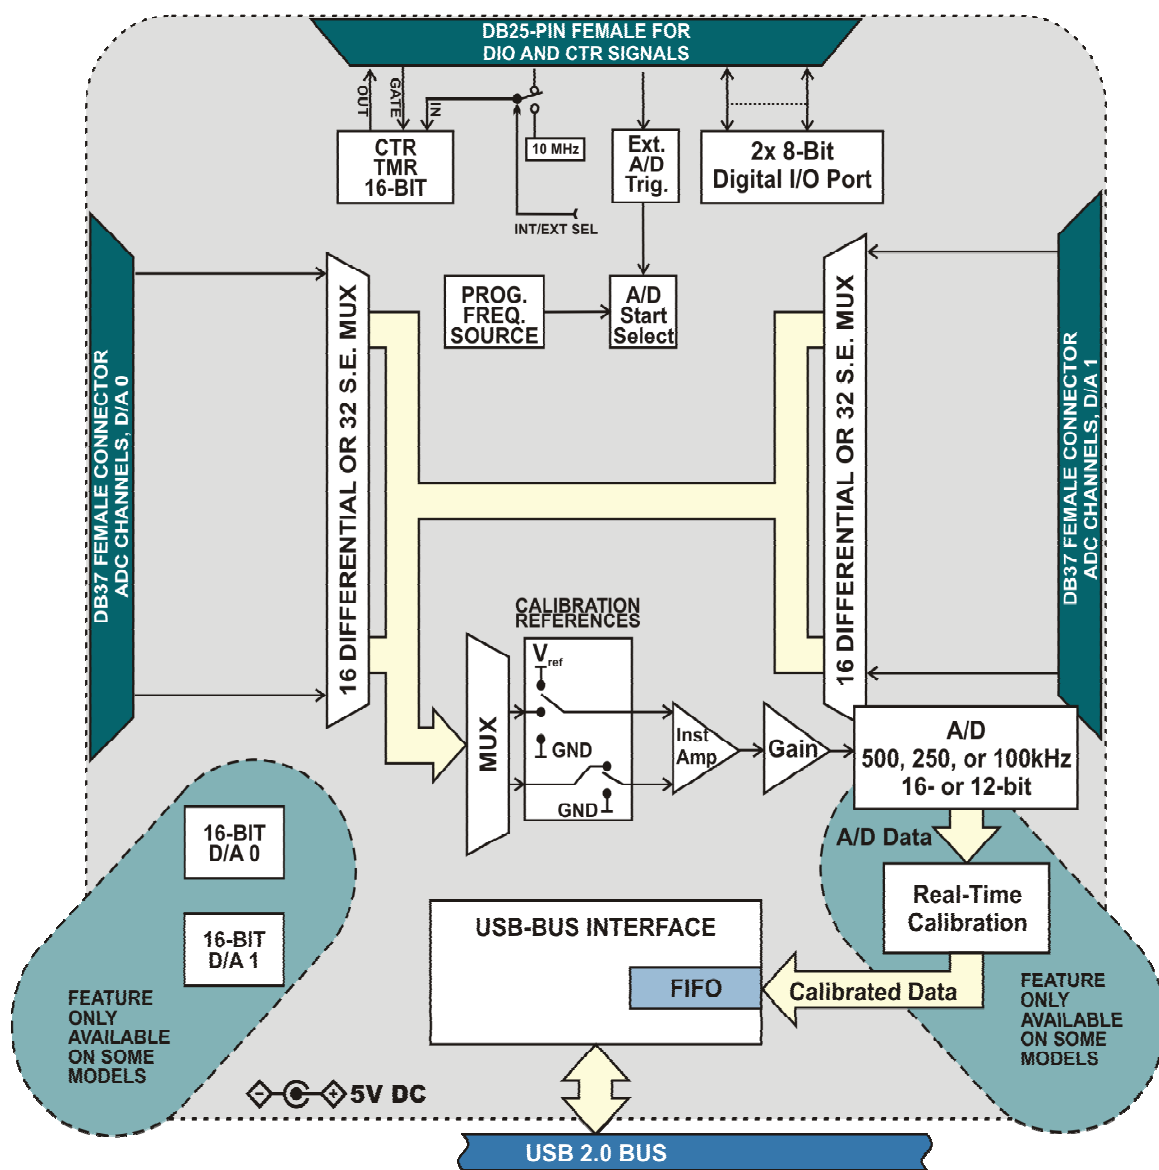 DB25-PIN FEMALE FOR
DIO AND CTR SIGNALS
OUT
GATE
IN
CTR
TMR
16-BIT
10 MHz
INT/EXT SEL
Ext.
A/D
Trig.
2x 8-Bit
Digital I/O Port
PROG.
FREQ.
SOURCE
A/D
Start
Select
DB37 FEMALE CONNECTOR
ADC CHANNELS, D/A 0
16 DIFFERENTIAL OR 32 S.E. MUX
16 DIFFERENTIAL OR 32 S.E. MUX
DB37 FEMALE CONNECTOR
ADC CHANNELS, D/A 1
CALIBRATION
REFERENCES
MUX
Vref
GND
GND
Inst
Amp
Gain
A/D
500, 250, or 100kHz
16- or 12-bit
A/D Data
Real-Time
Calibration
Calibrated Data
16-BIT
D/A 0
16-BIT
D/A 1
FEATURE
ONLY
AVAILABLE
ON SOME
MODELS
USB-BUS INTERFACE
FIFO
FEATURE
ONLY
AVAILABLE
ON SOME
MODELS
5V DC
USB 2.0 BUS